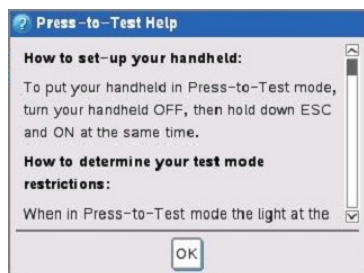 Press-to-Test Help
How to set-up your handheld:
To put your handheld in Press-to-Test mode,
turn your handheld OFF, then hold down ESC
and ON at the same time.
How to determine your test mode
restrictions:
When in Press-to-Test mode the light at the
OK